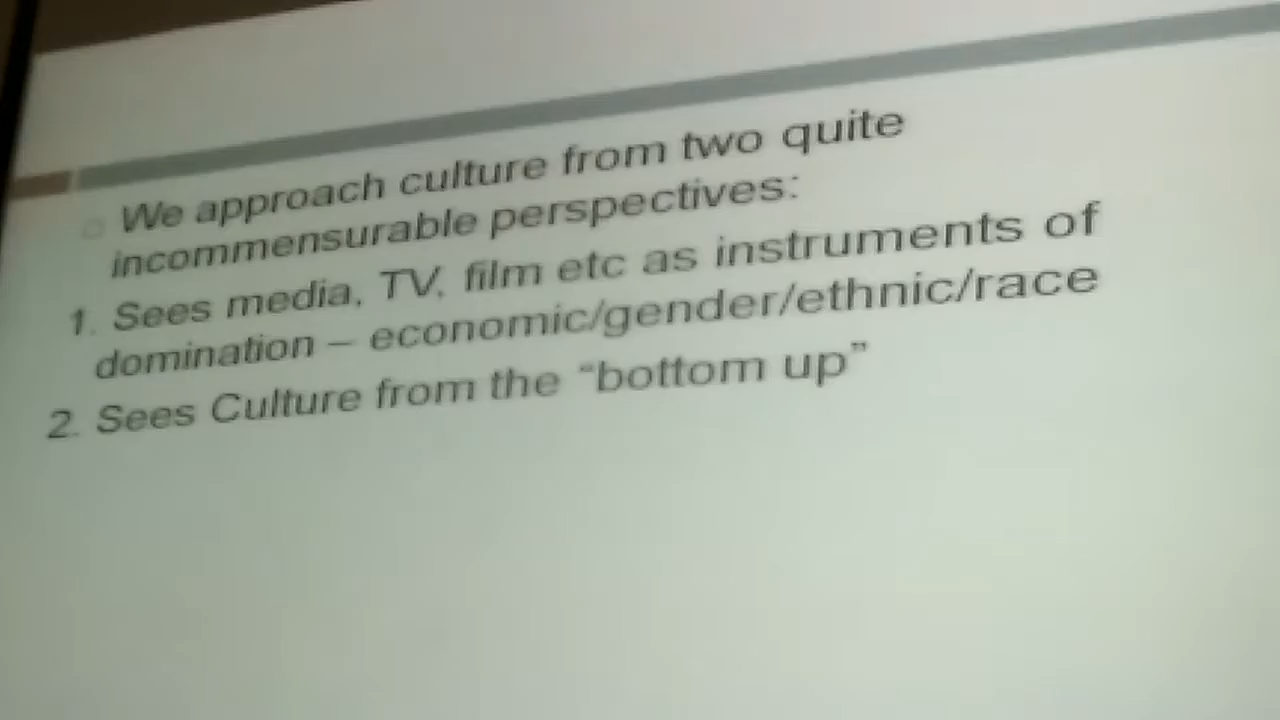 We approach culture from two quite
incommensurable perspectives:
1. Sees media, TV, film etc as instruments of
domination – economic/gender/ethnic/race
2. Sees Culture from the “bottom up”